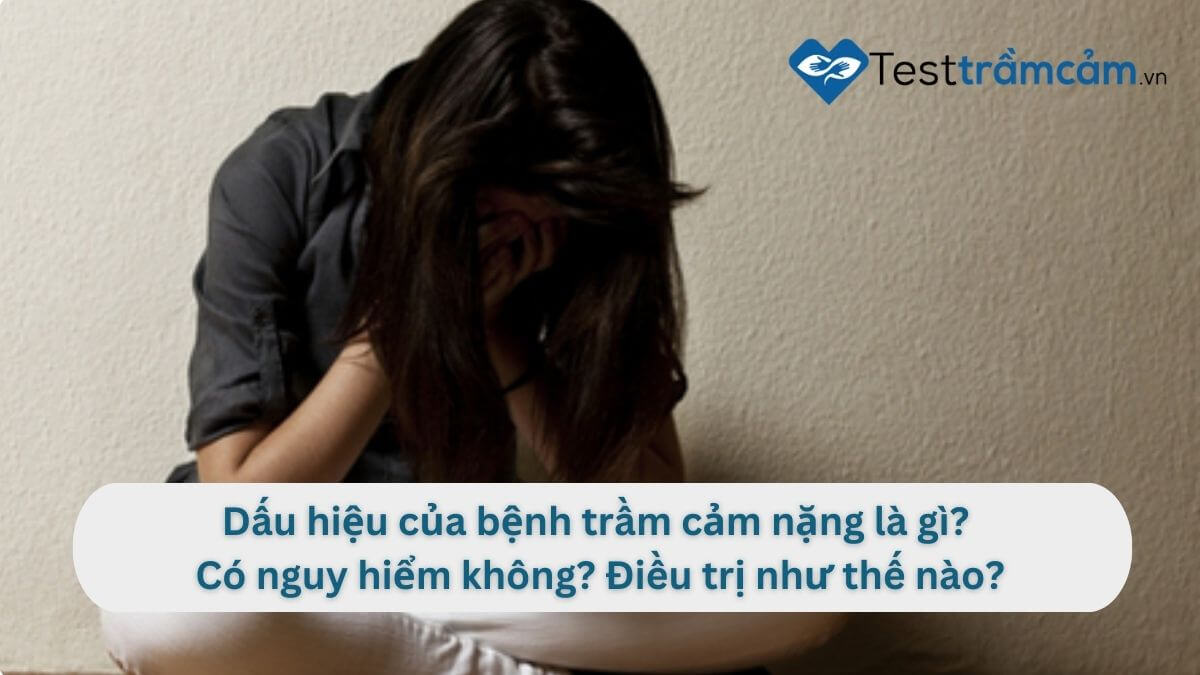 Testtrầmcảm.vn
Dấu hiệu của bệnh trầm cảm nặng là gì?
Có nguy hiểm không? Điều trị như thế nào?